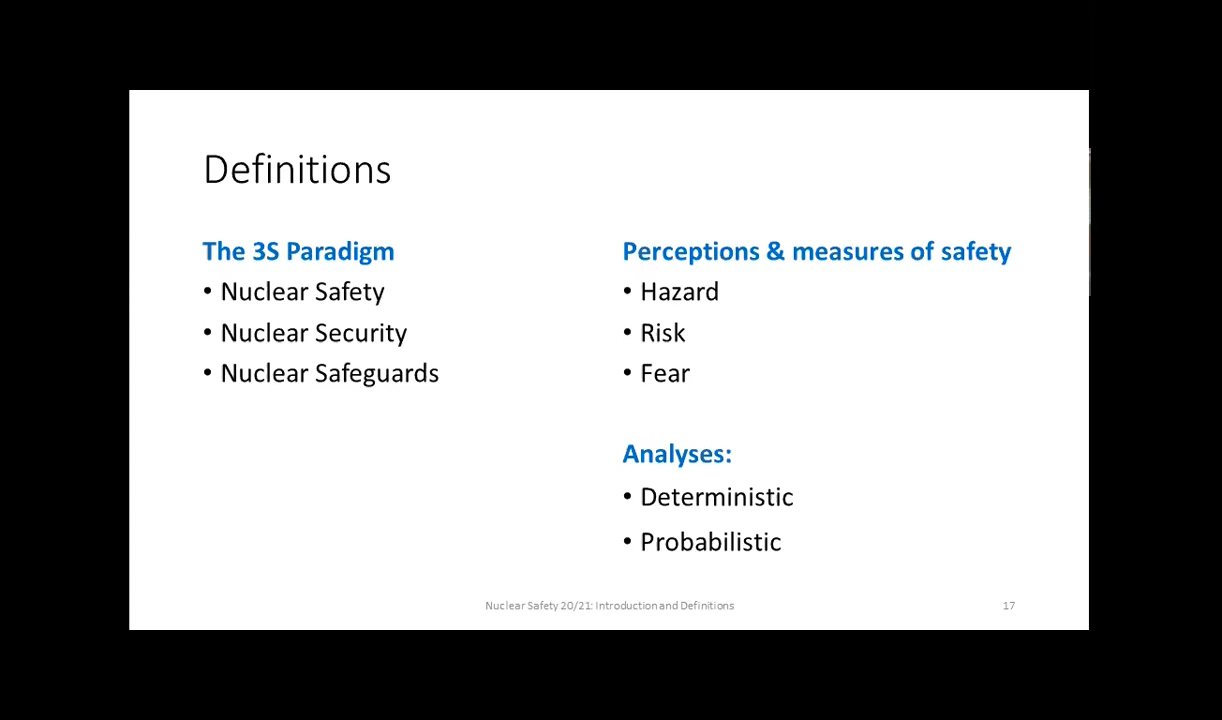 Definitions
The 3S Paradigm
• Nuclear Safety
• Nuclear Security
• Nuclear Safeguards
Perceptions & measures of safety
• Hazard
• Risk
• Fear
Analyses:
• Deterministic
• Probabilistic
Nuclear Safety 20/21: Introduction and Definitions
17